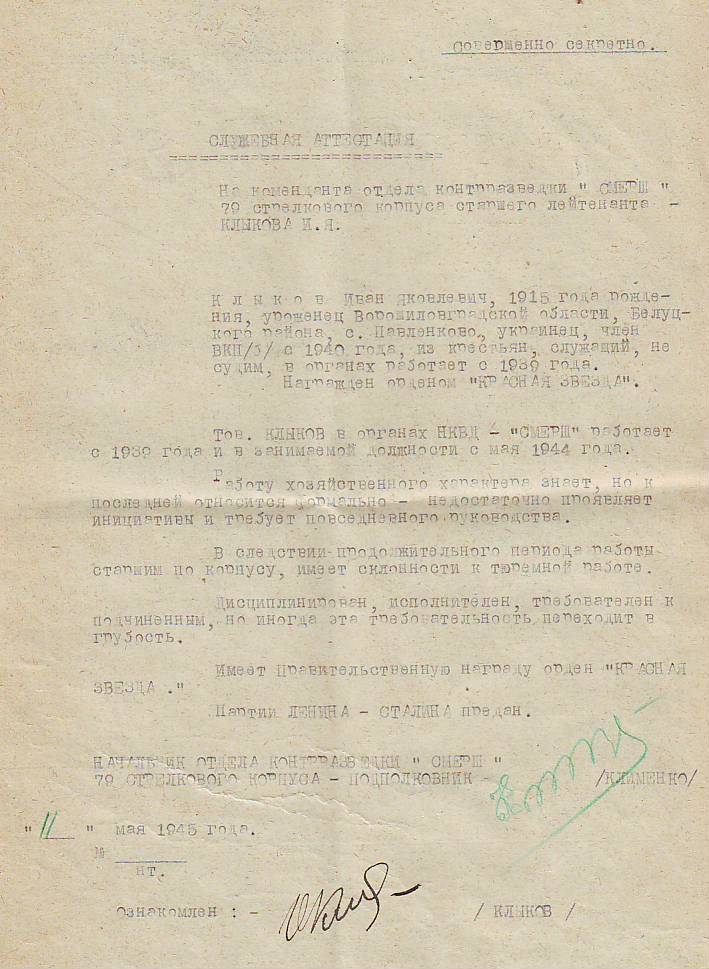 Совершенно секретно.
СЛУЖЕБНАЯ АТТЕСТАЦИЯ
===========================
На коменданта отдела контрразведки " СМЕРШ "
79 стрелкового корпуса старшего лейтенанта -
КЛЫКОВА И.Я.
К л ы к о в Иван Яковлевич, 1915 года рожде-
ния, уроженец Ворошиловградской области, Белуц-
кого района, с. Павленково, украинец, член
ВКП/б/ с 1940 года, из крестьян, служащий, не
судим, в органах работает с 1939 года.
Награжден орденом "КРАСНАЯ ЗВЕЗДА".
Тов. КЛЫКОВ в органах НКВД - "СМЕРШ" работает
с 1939 года и в занимаемой должности с мая 1944 года.
Работу хозяйственного характера знает, но к
последней относится формально - недостаточно проявляет
инициативы и требует повседневного руководства.
В следствии продолжительного периода работы
старшим по корпусу, имеет склонности к тюремной работе.
Дисциплинирован, исполнителен, требователен к
подчиненным, но иногда эта требовательность переходит в
грубость.
Имеет Правительственную награду орден "КРАСНАЯ
ЗВЕЗДА ."
Партии ЛЕНИНА - СТАЛИНА предан.
НАЧАЛЬНИК ОТДЕЛА КОНТРРАЗВЕДКИ " СМЕРШ "
79 СТРЕЛКОВОГО КОРПУСА - ПОДПОЛКОВНИК - /КЛИМЕНКО/
" 11 " мая 1945 года.
№
нт.
Ознакомлен : - / КЛЫКОВ /